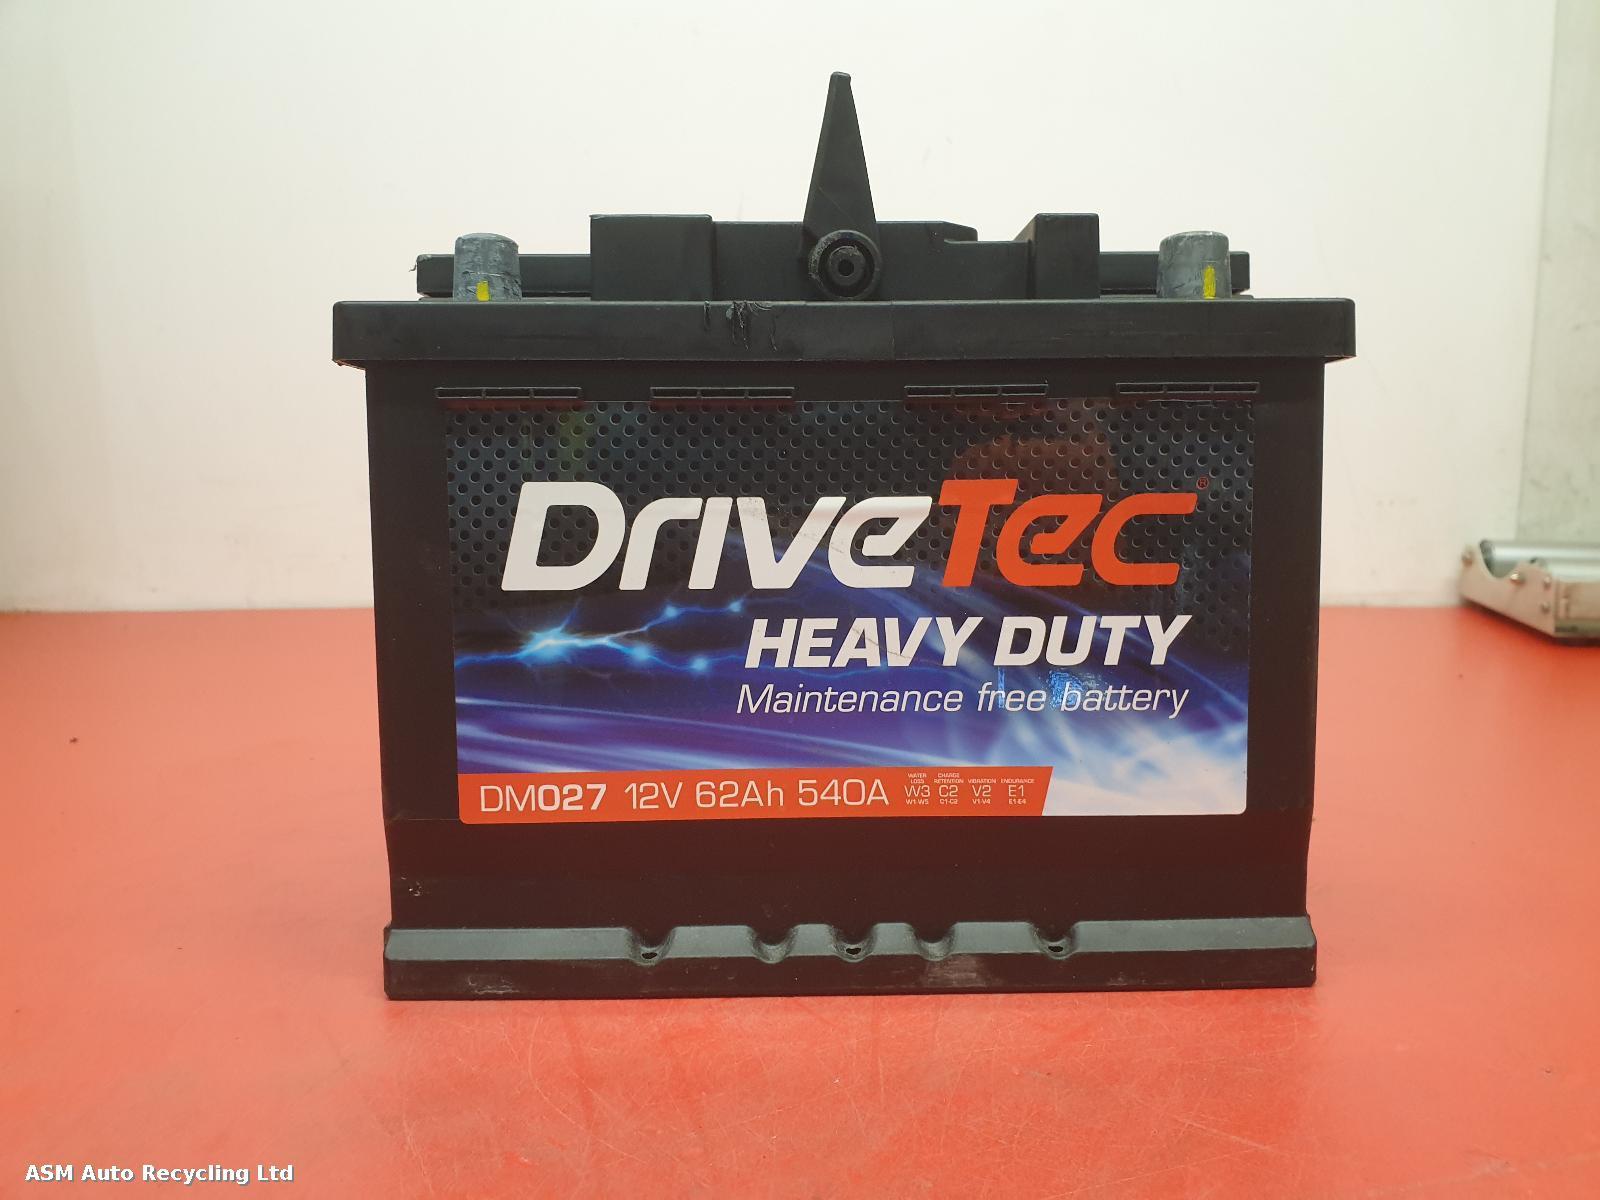 DriveTec®
HEAVY DUTY
Maintenance free battery
DM027 12V 62Ah 540A
WATER LOSS W3 W1-W5
CHARGE RETENTION C2 C1-C2
VIBRATION V2 V1-V4
ENDURANCE E1 E1-E4
ASM Auto Recycling Ltd